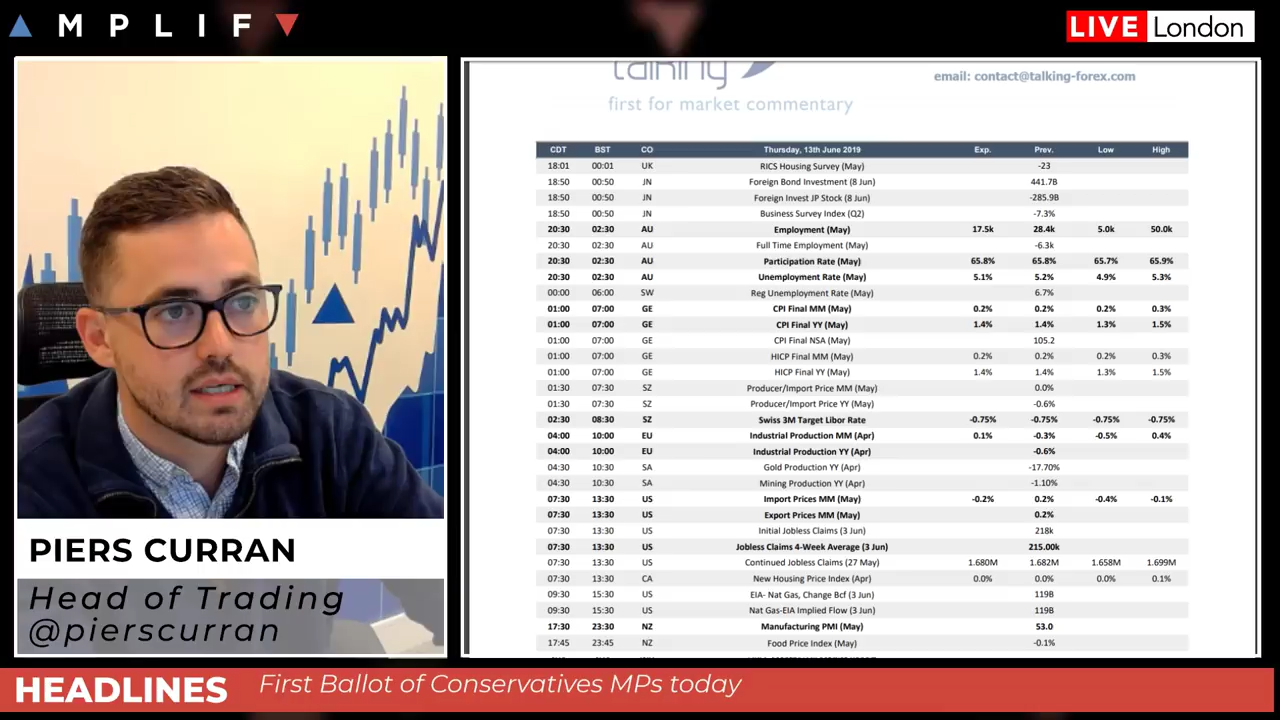 MPLIF
LIVE London
talking
email: contact@talking-forex.com
first for market commentary
CDT BST CO Thursday, 13th June 2019 Exp. Prev. Low High
18:01 00:01 UK RICS Housing Survey (May) -23
18:50 00:50 JN Foreign Bond Investment (8 Jun) 441.7B
18:50 00:50 JN Foreign Invest JP Stock (8 Jun) -285.9B
18:50 00:50 JN Business Survey Index (Q2) -7.3%
20:30 02:30 AU Employment (May) 17.5k 28.4k 5.0k 50.0k
20:30 02:30 AU Full Time Employment (May) -6.3k
20:30 02:30 AU Participation Rate (May) 65.8% 65.8% 65.7% 65.9%
20:30 02:30 AU Unemployment Rate (May) 5.1% 5.2% 4.9% 5.3%
00:00 06:00 SW Reg Unemployment Rate (May) 6.7%
01:00 07:00 GE CPI Final MM (May) 0.2% 0.2% 0.2% 0.3%
01:00 07:00 GE CPI Final YY (May) 1.4% 1.4% 1.3% 1.5%
01:00 07:00 GE CPI Final NSA (May) 105.2
01:00 07:00 GE HICP Final MM (May) 0.2% 0.2% 0.2% 0.3%
01:00 07:00 GE HICP Final YY (May) 1.4% 1.4% 1.3% 1.5%
01:30 07:30 SZ Producer/Import Price MM (May) 0.0%
01:30 07:30 SZ Producer/Import Price YY (May) -0.6%
02:30 08:30 SZ Swiss 3M Target Libor Rate -0.75% -0.75% -0.75% -0.75%
04:00 10:00 EU Industrial Production MM (Apr) 0.1% -0.3% -0.5% 0.4%
04:00 10:00 EU Industrial Production YY (Apr) -0.6%
04:30 10:30 SA Gold Production YY (Apr) -17.70%
04:30 10:30 SA Mining Production YY (Apr) -1.10%
07:30 13:30 US Import Prices MM (May) -0.2% 0.2% -0.4% -0.1%
07:30 13:30 US Export Prices MM (May) 0.2%
07:30 13:30 US Initial Jobless Claims (3 Jun) 218k
07:30 13:30 US Jobless Claims 4-Week Average (3 Jun) 215.00k
07:30 13:30 US Continued Jobless Claims (27 May) 1.680M 1.682M 1.658M 1.699M
07:30 13:30 CA New Housing Price Index (Apr) 0.0% 0.0% 0.0% 0.1%
09:30 15:30 US EIA- Nat Gas, Change Bcf (3 Jun) 119B
09:30 15:30 US Nat Gas-EIA Implied Flow (3 Jun) 119B
17:30 23:30 NZ Manufacturing PMI (May) 53.0
17:45 23:45 NZ Food Price Index (May) -0.1%
PIERS CURRAN
Head of Trading
@pierscurran
HEADLINES First Ballot of Conservatives MPs today